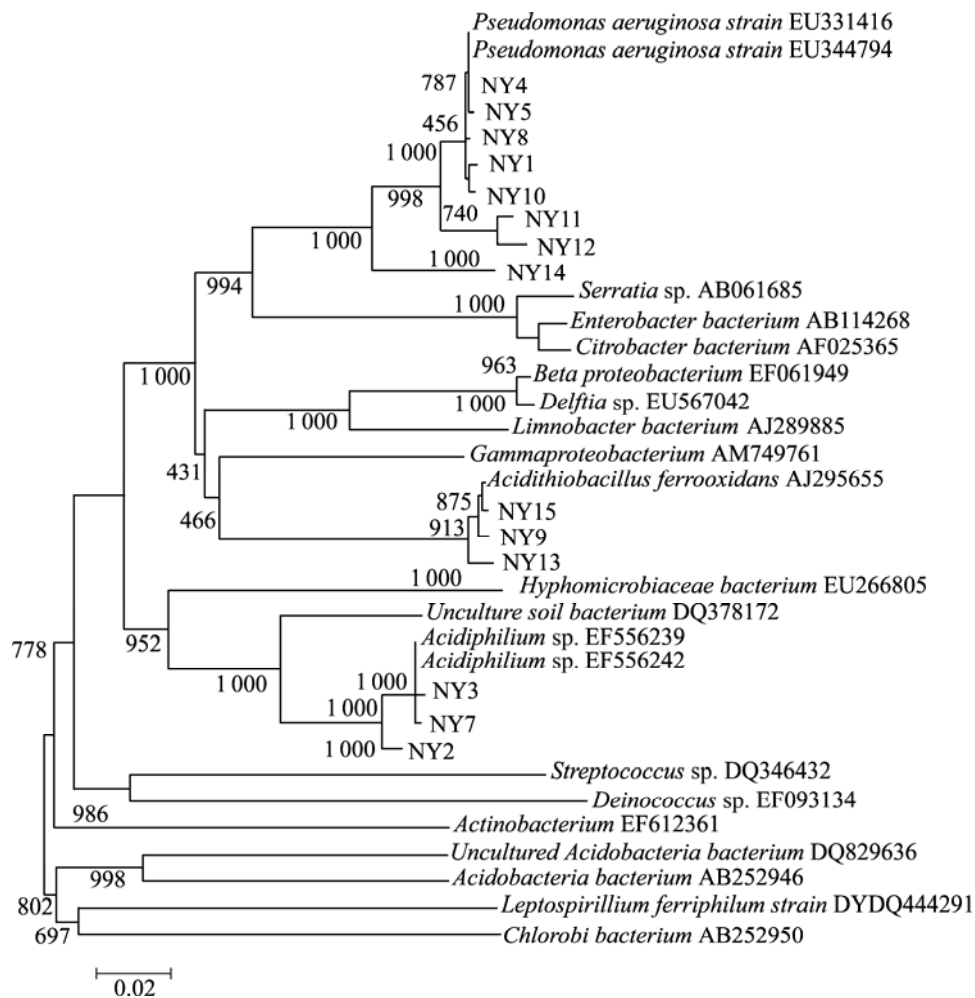 Pseudomonas aeruginosa strain EU331416
Pseudomonas aeruginosa strain EU344794
787
NY4
NY5
456
NY8
1 000
NY1
998
NY10
740
NY11
1 000
NY12
1 000
NY14
994
Serratia sp. AB061685
1 000
Enterobacter bacterium AB114268
Citrobacter bacterium AF025365
963
1 000
Beta proteobacterium EF061949
1 000
Delftia sp. EU567042
1 000
Limnobacter bacterium AJ289885
431
Gammaproteobacterium AM749761
Acidithiobacillus ferrooxidans AJ295655
875
NY15
466
913
NY9
NY13
1 000
Hyphomicrobiaceae bacterium EU266805
Unculture soil bacterium DQ378172
778
952
Acidiphilium sp. EF556239
Acidiphilium sp. EF556242
1 000
1 000
NY3
1 000
NY7
1 000
NY2
Streptococcus sp. DQ346432
Deinococcus sp. EF093134
986
Actinobacterium EF612361
Uncultured Acidobacteria bacterium DQ829636
998
Acidobacteria bacterium AB252946
802
Leptospirillium ferriphilum strain DYDQ444291
697
Chlorobi bacterium AB252950
0.02